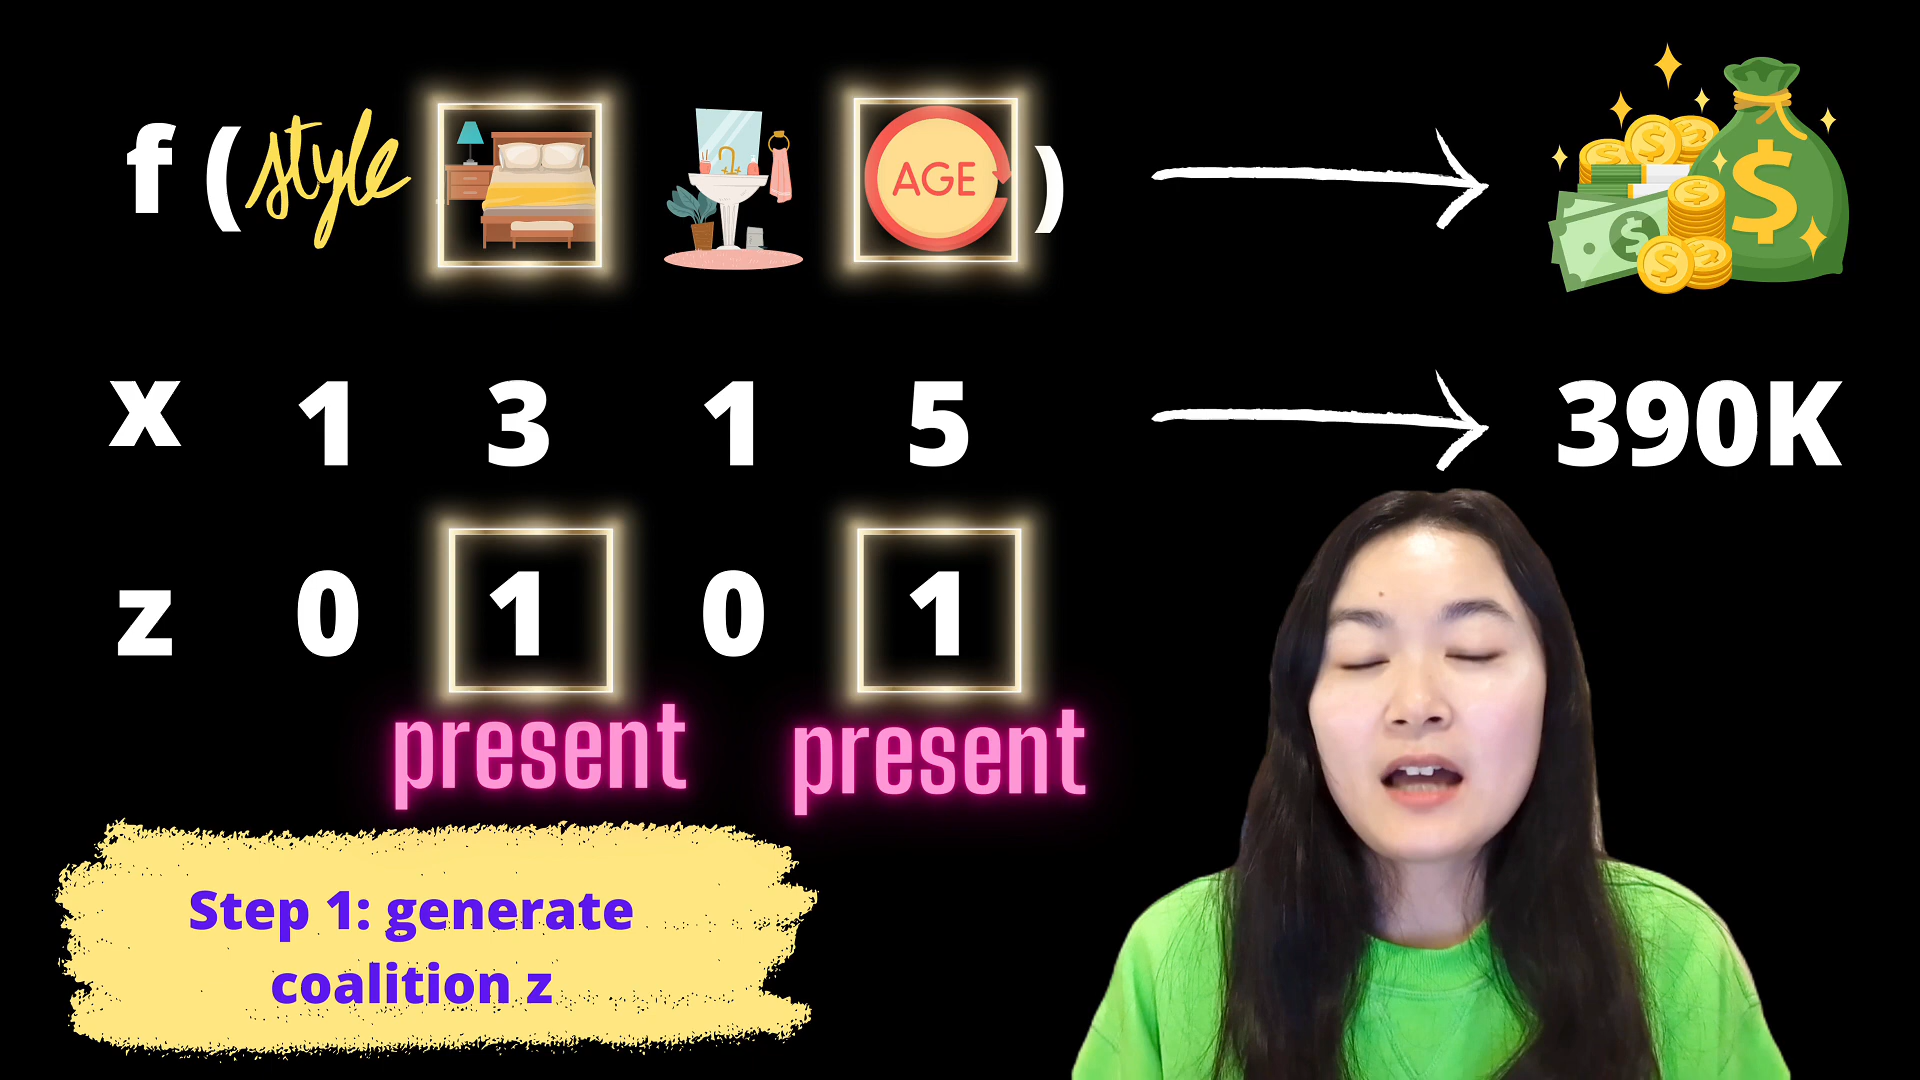 f ( style AGE )
x 1 3 1 5 390K
z 0 1 0 1
present present
Step 1: generate
coalition z